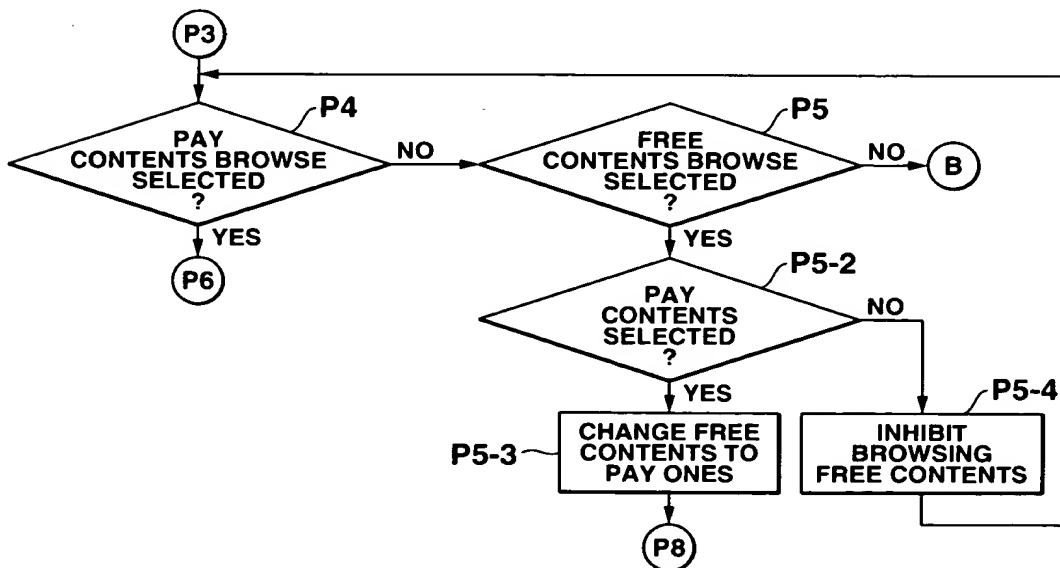 P3
P4
PAY
CONTENTS BROWSE
SELECTED
?
NO
YES
P6
P5
FREE
CONTENTS BROWSE
SELECTED
?
NO
B
YES
P5-2
PAY
CONTENTS
SELECTED
?
NO
YES
P5-3
CHANGE FREE
CONTENTS TO
PAY ONES
P8
P5-4
INHIBIT
BROWSING
FREE CONTENTS